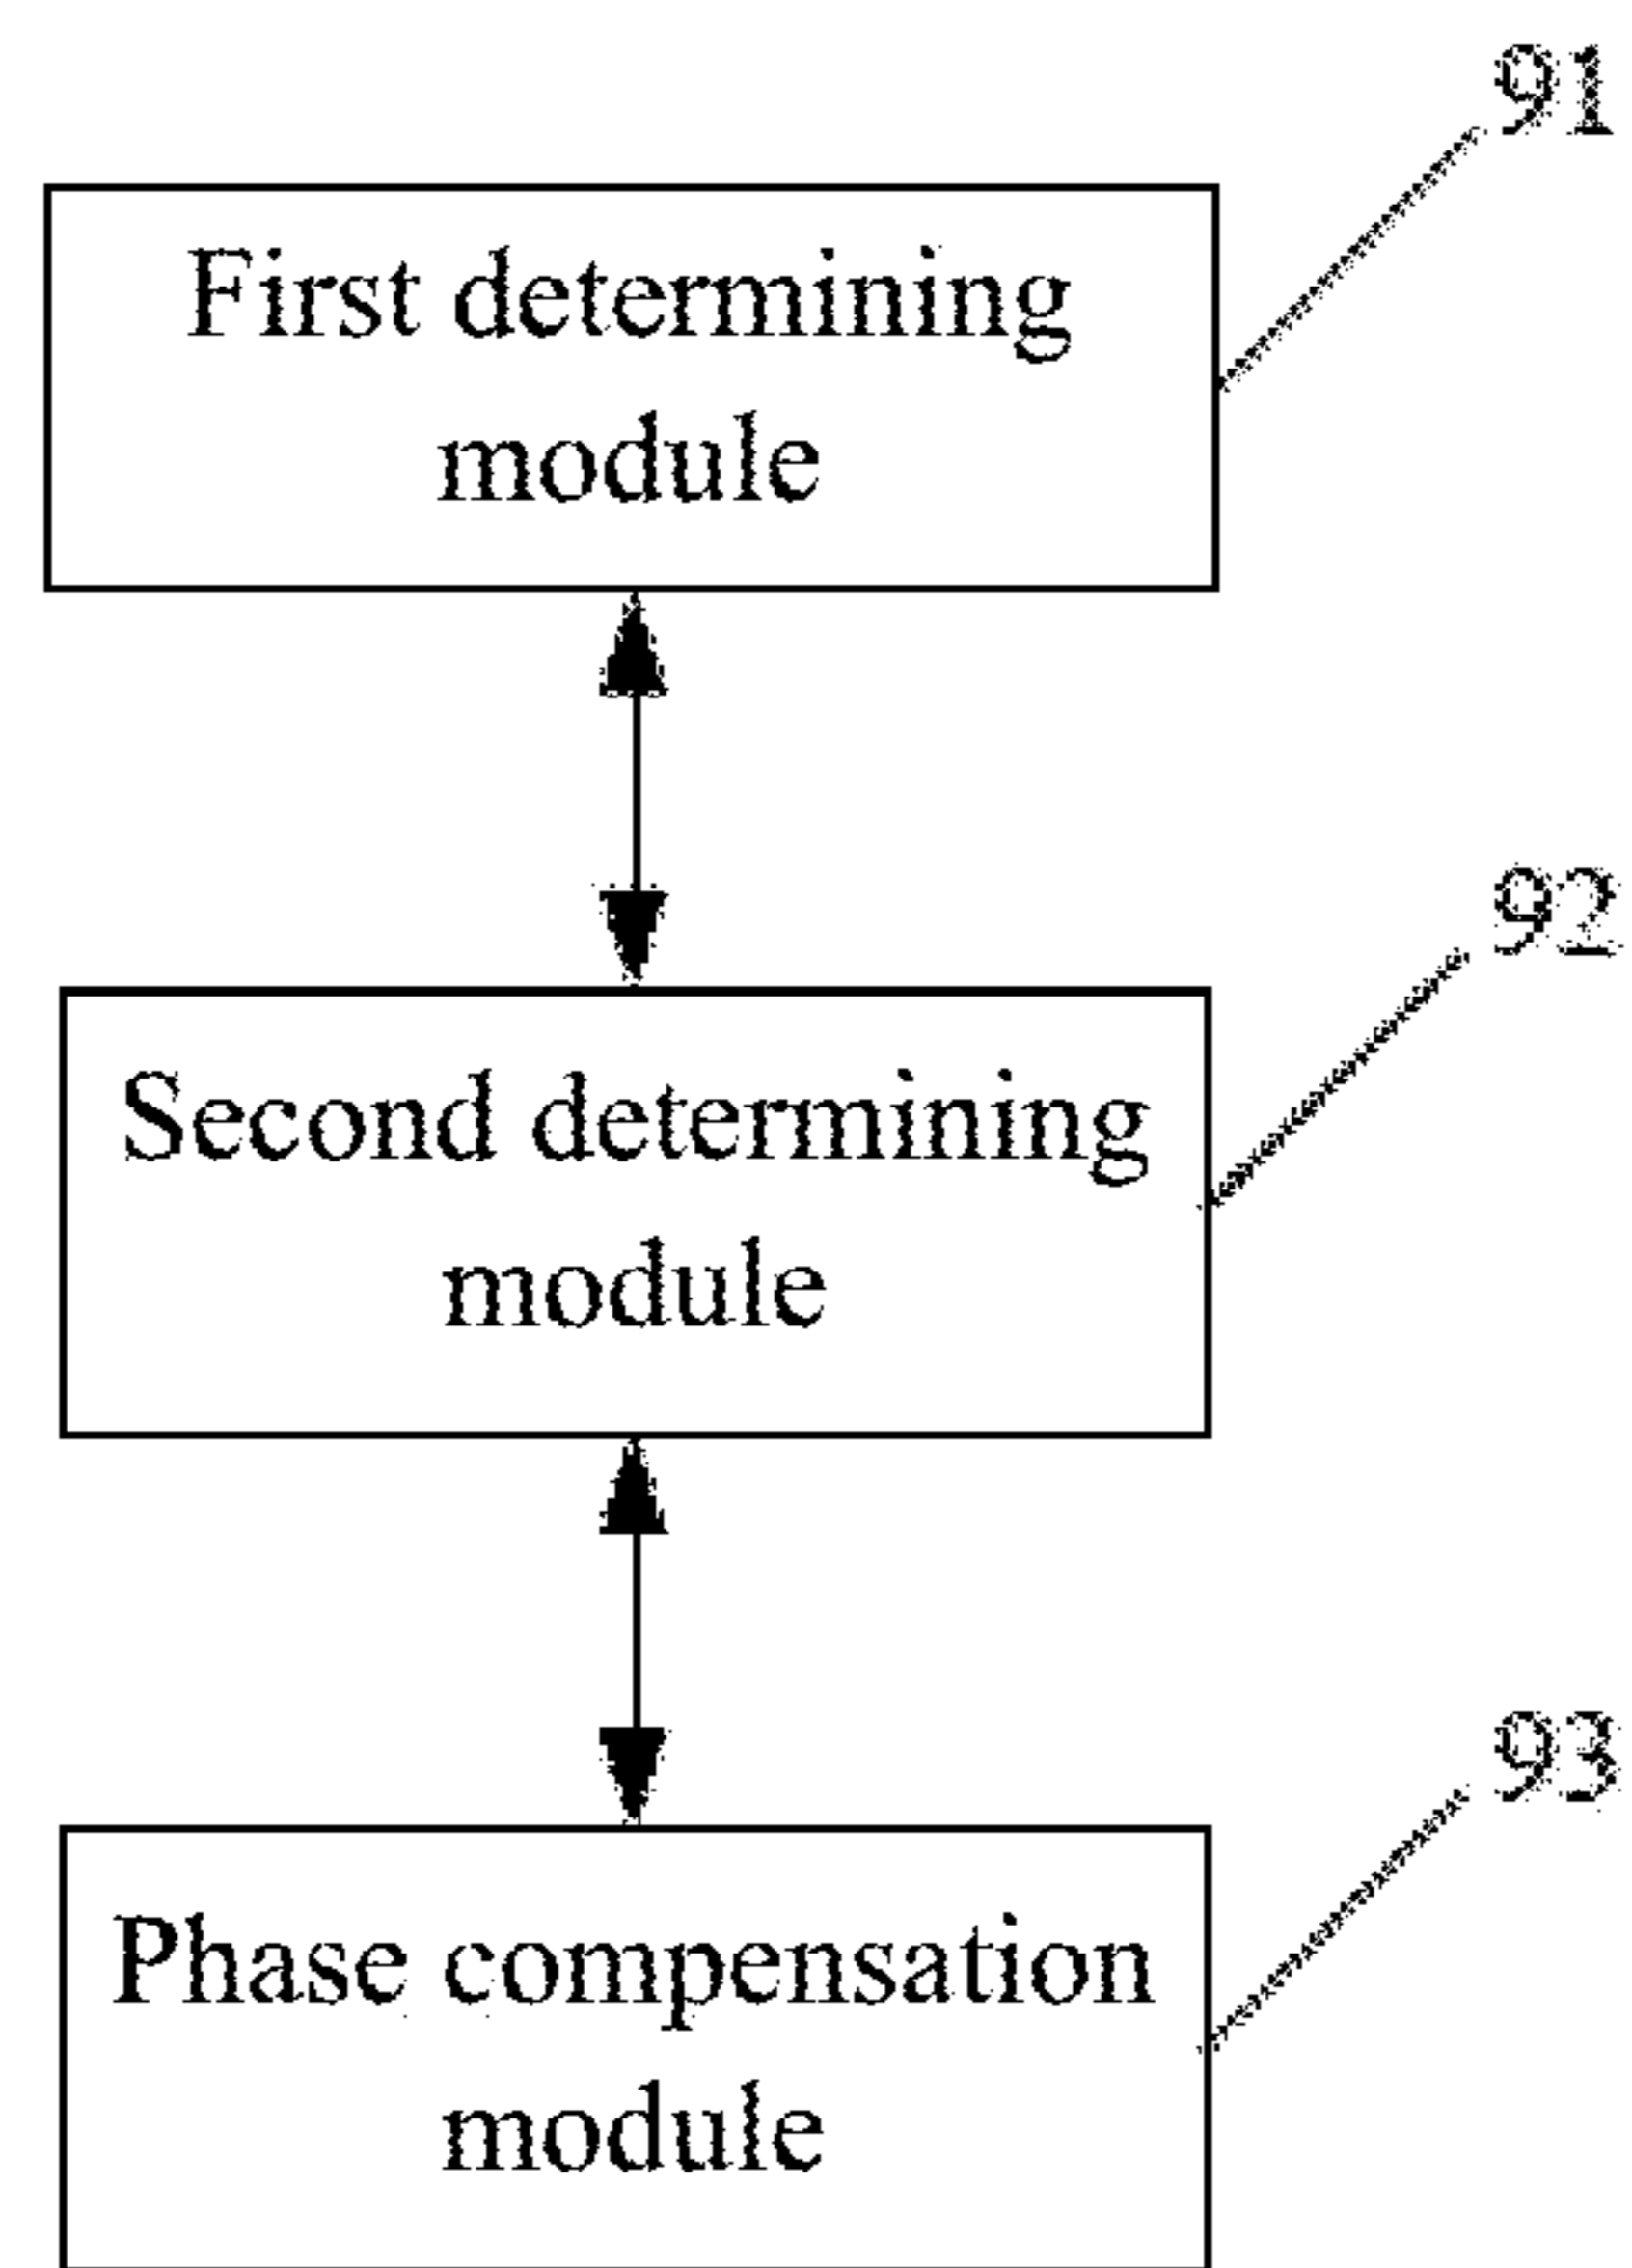 91
First determining
module
92
Second determining
module
93
Phase compensation
module